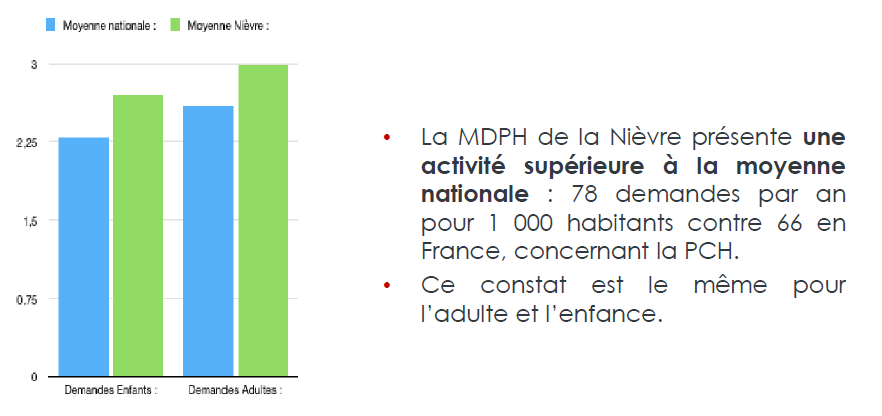 Moyenne nationale : Moyenne Nièvre :
3
2,25
1,5
0,75
0
Demandes Enfants : Demandes Adultes :
• La MDPH de la Nièvre présente une
activité supérieure à la moyenne
nationale : 78 demandes par an
pour 1 000 habitants contre 66 en
France, concernant la PCH.
• Ce constat est le même pour
l’adulte et l’enfance.